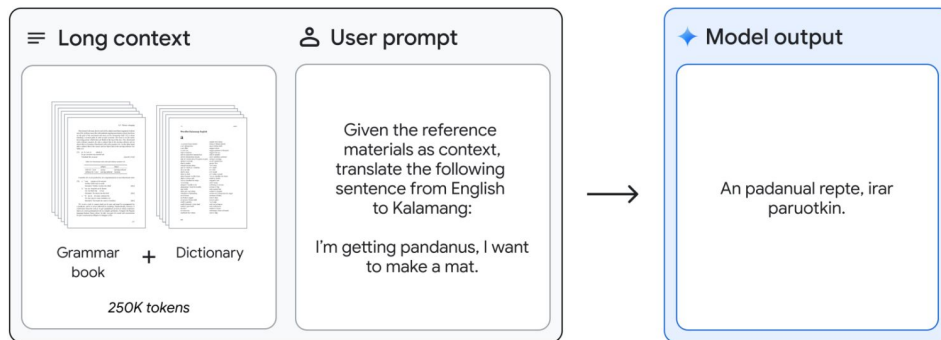 Long context
User prompt
Grammar
book
+
Dictionary
250K tokens
Given the reference
materials as context,
translate the following
sentence from English
to Kalamang:
I'm getting pandanus, I want
to make a mat.
Model output
An padanual repte, irar
paruotkin.